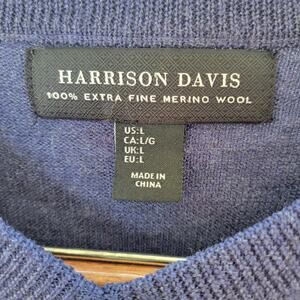 HARRISON DAVIS
100% EXTRA FINE MERINO WOOL
US:L
CA:L/G
UK:L
EU:L
MADE IN
CHINA